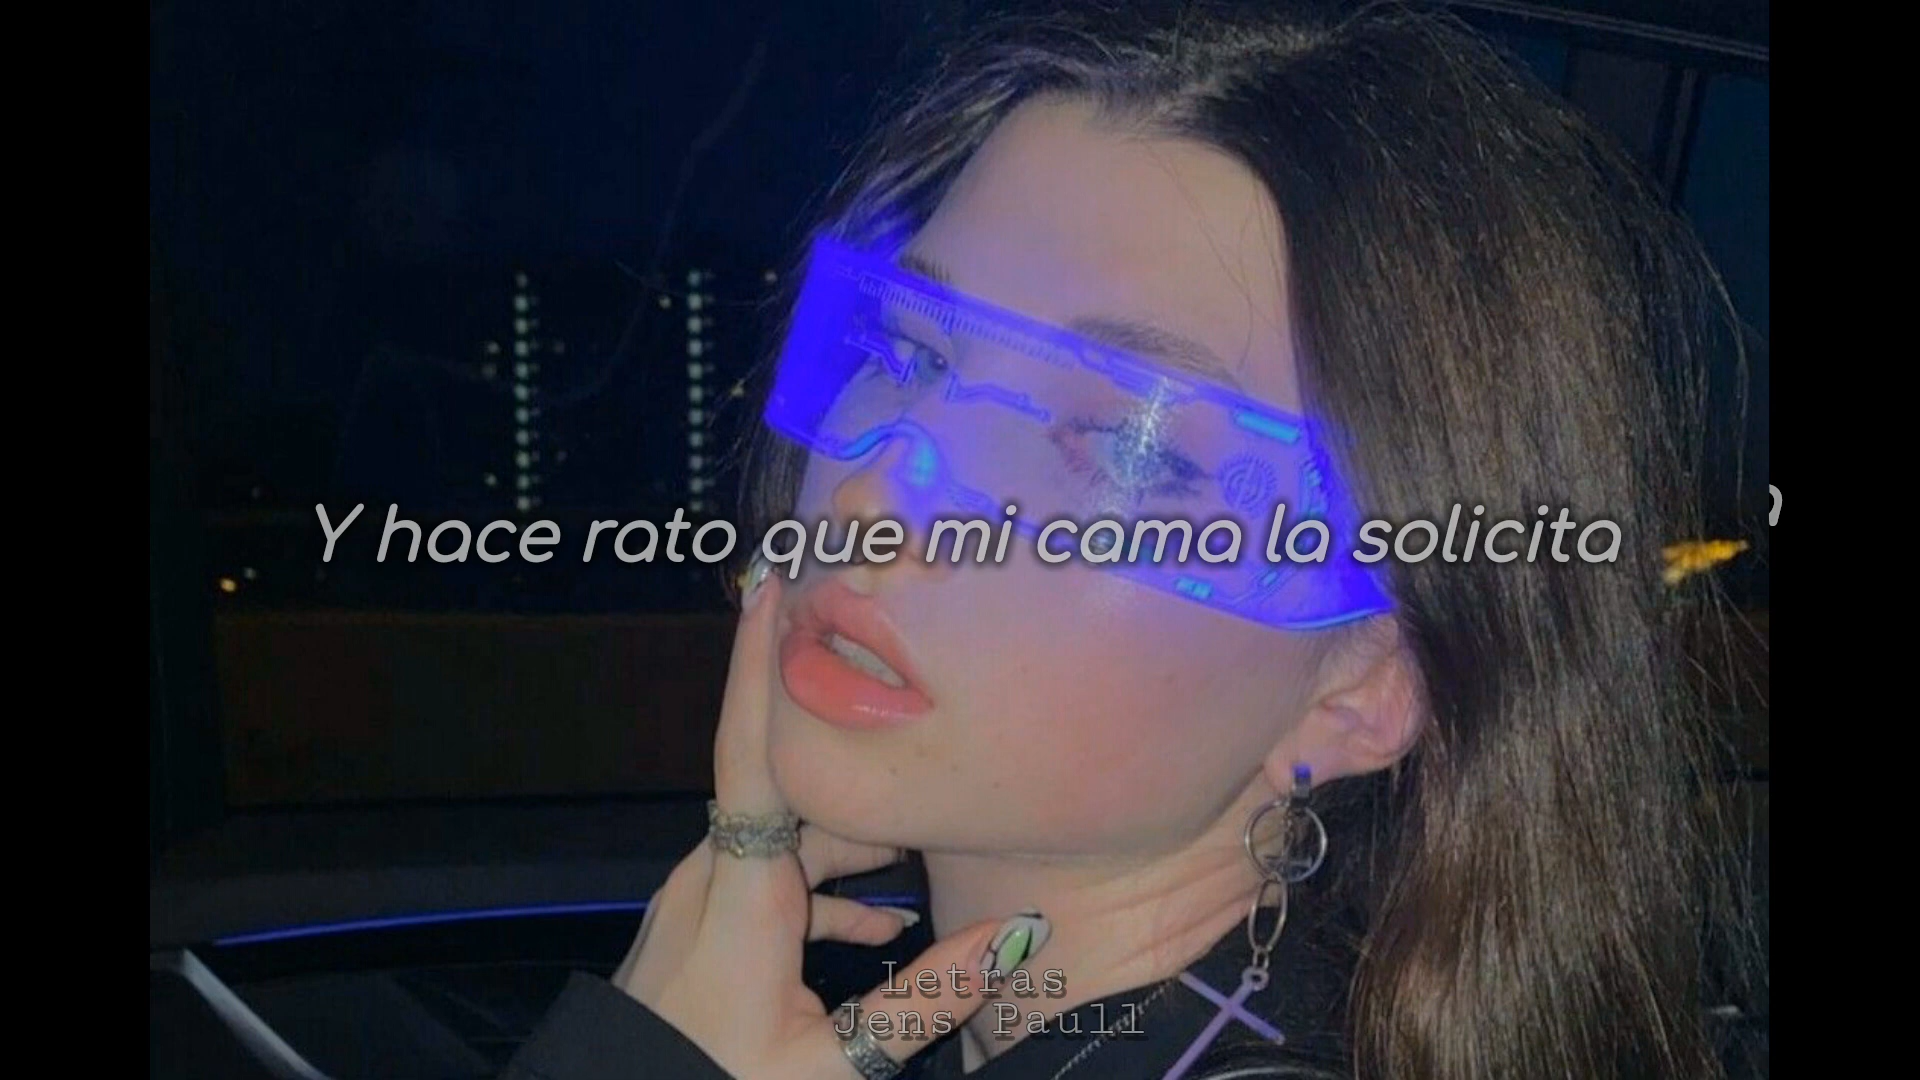 Y hace rato que mi cama la solicita
Letras
Jens Paull